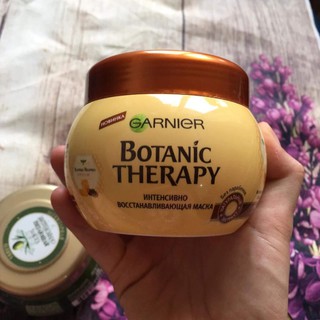 НОВИНКА
GARNIER
BOTANIC
THERAPY
ИНТЕНСИВНО
ВОССТАНАВЛИВАЮЩАЯ МАСКА